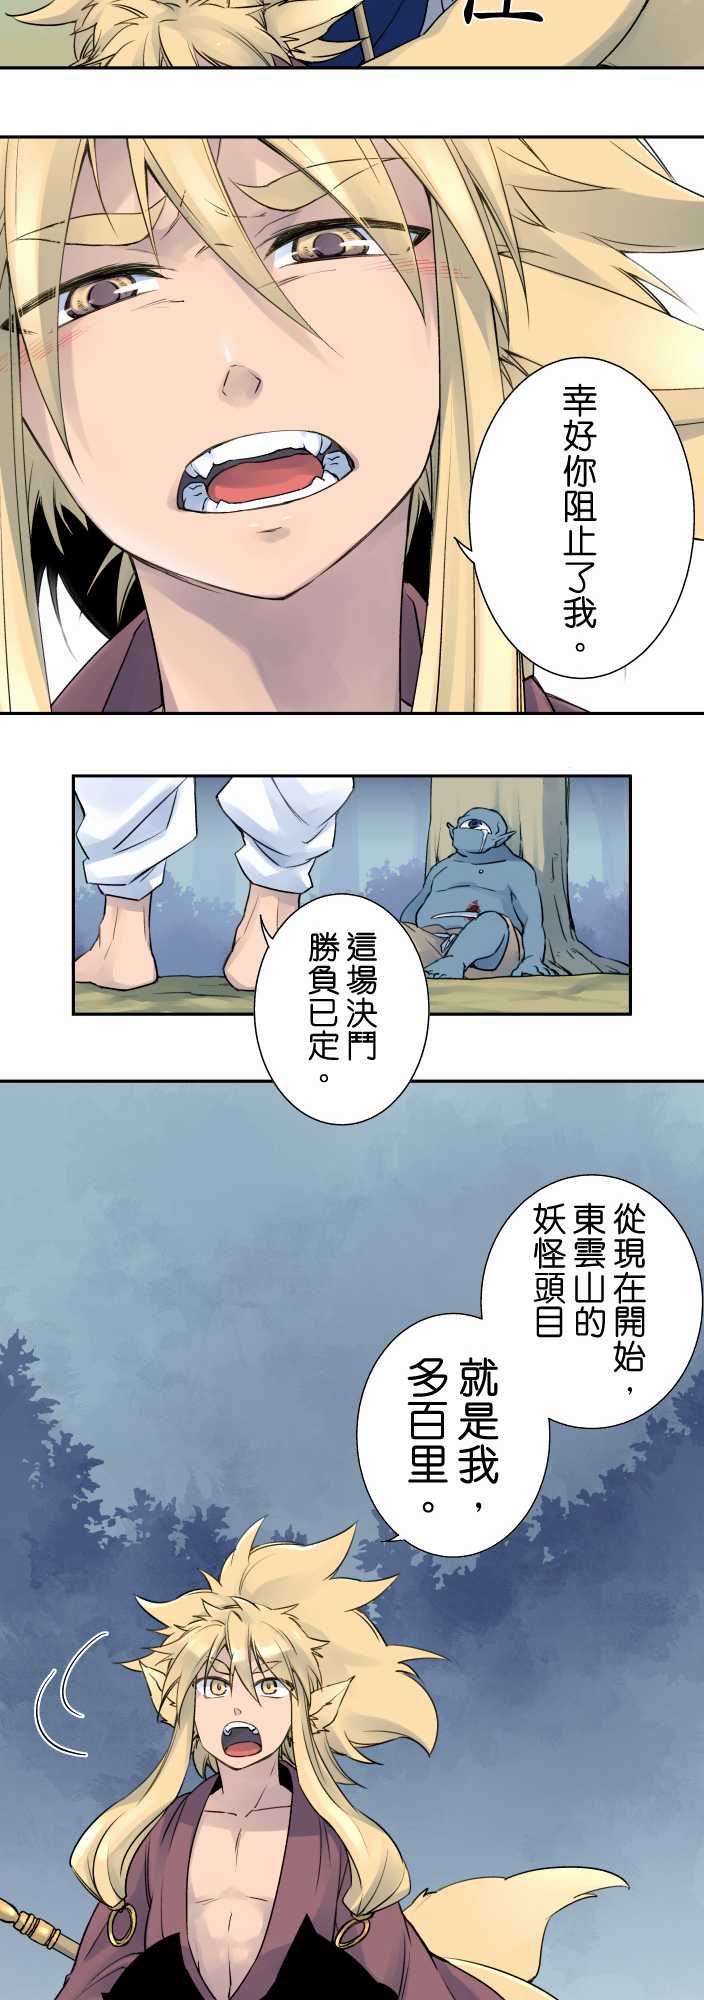 幸好你阻止了我。
這場決鬥
勝負已定。
從現在開始，
東雲山的
妖怪頭目
就是我，
多百里。